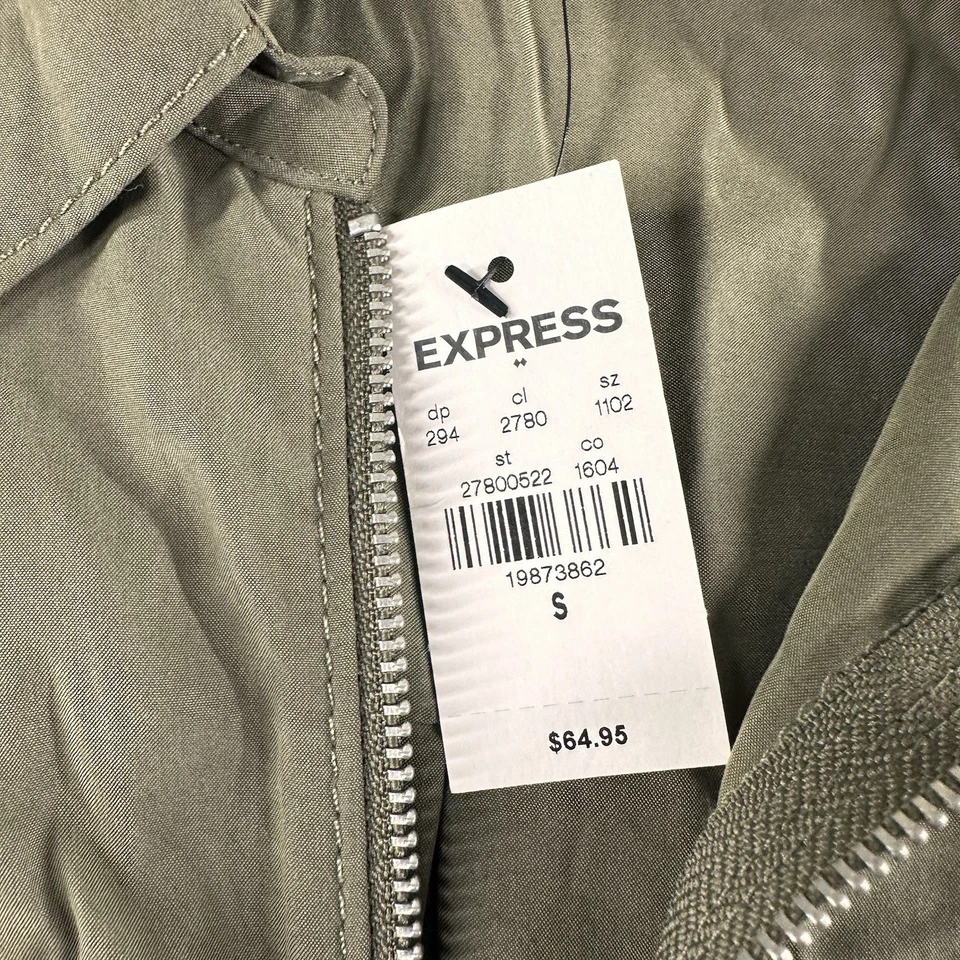 EXPRESS
dp cl sz
294 2780 1102
st co
27800522 1604
19873862
S
$64.95